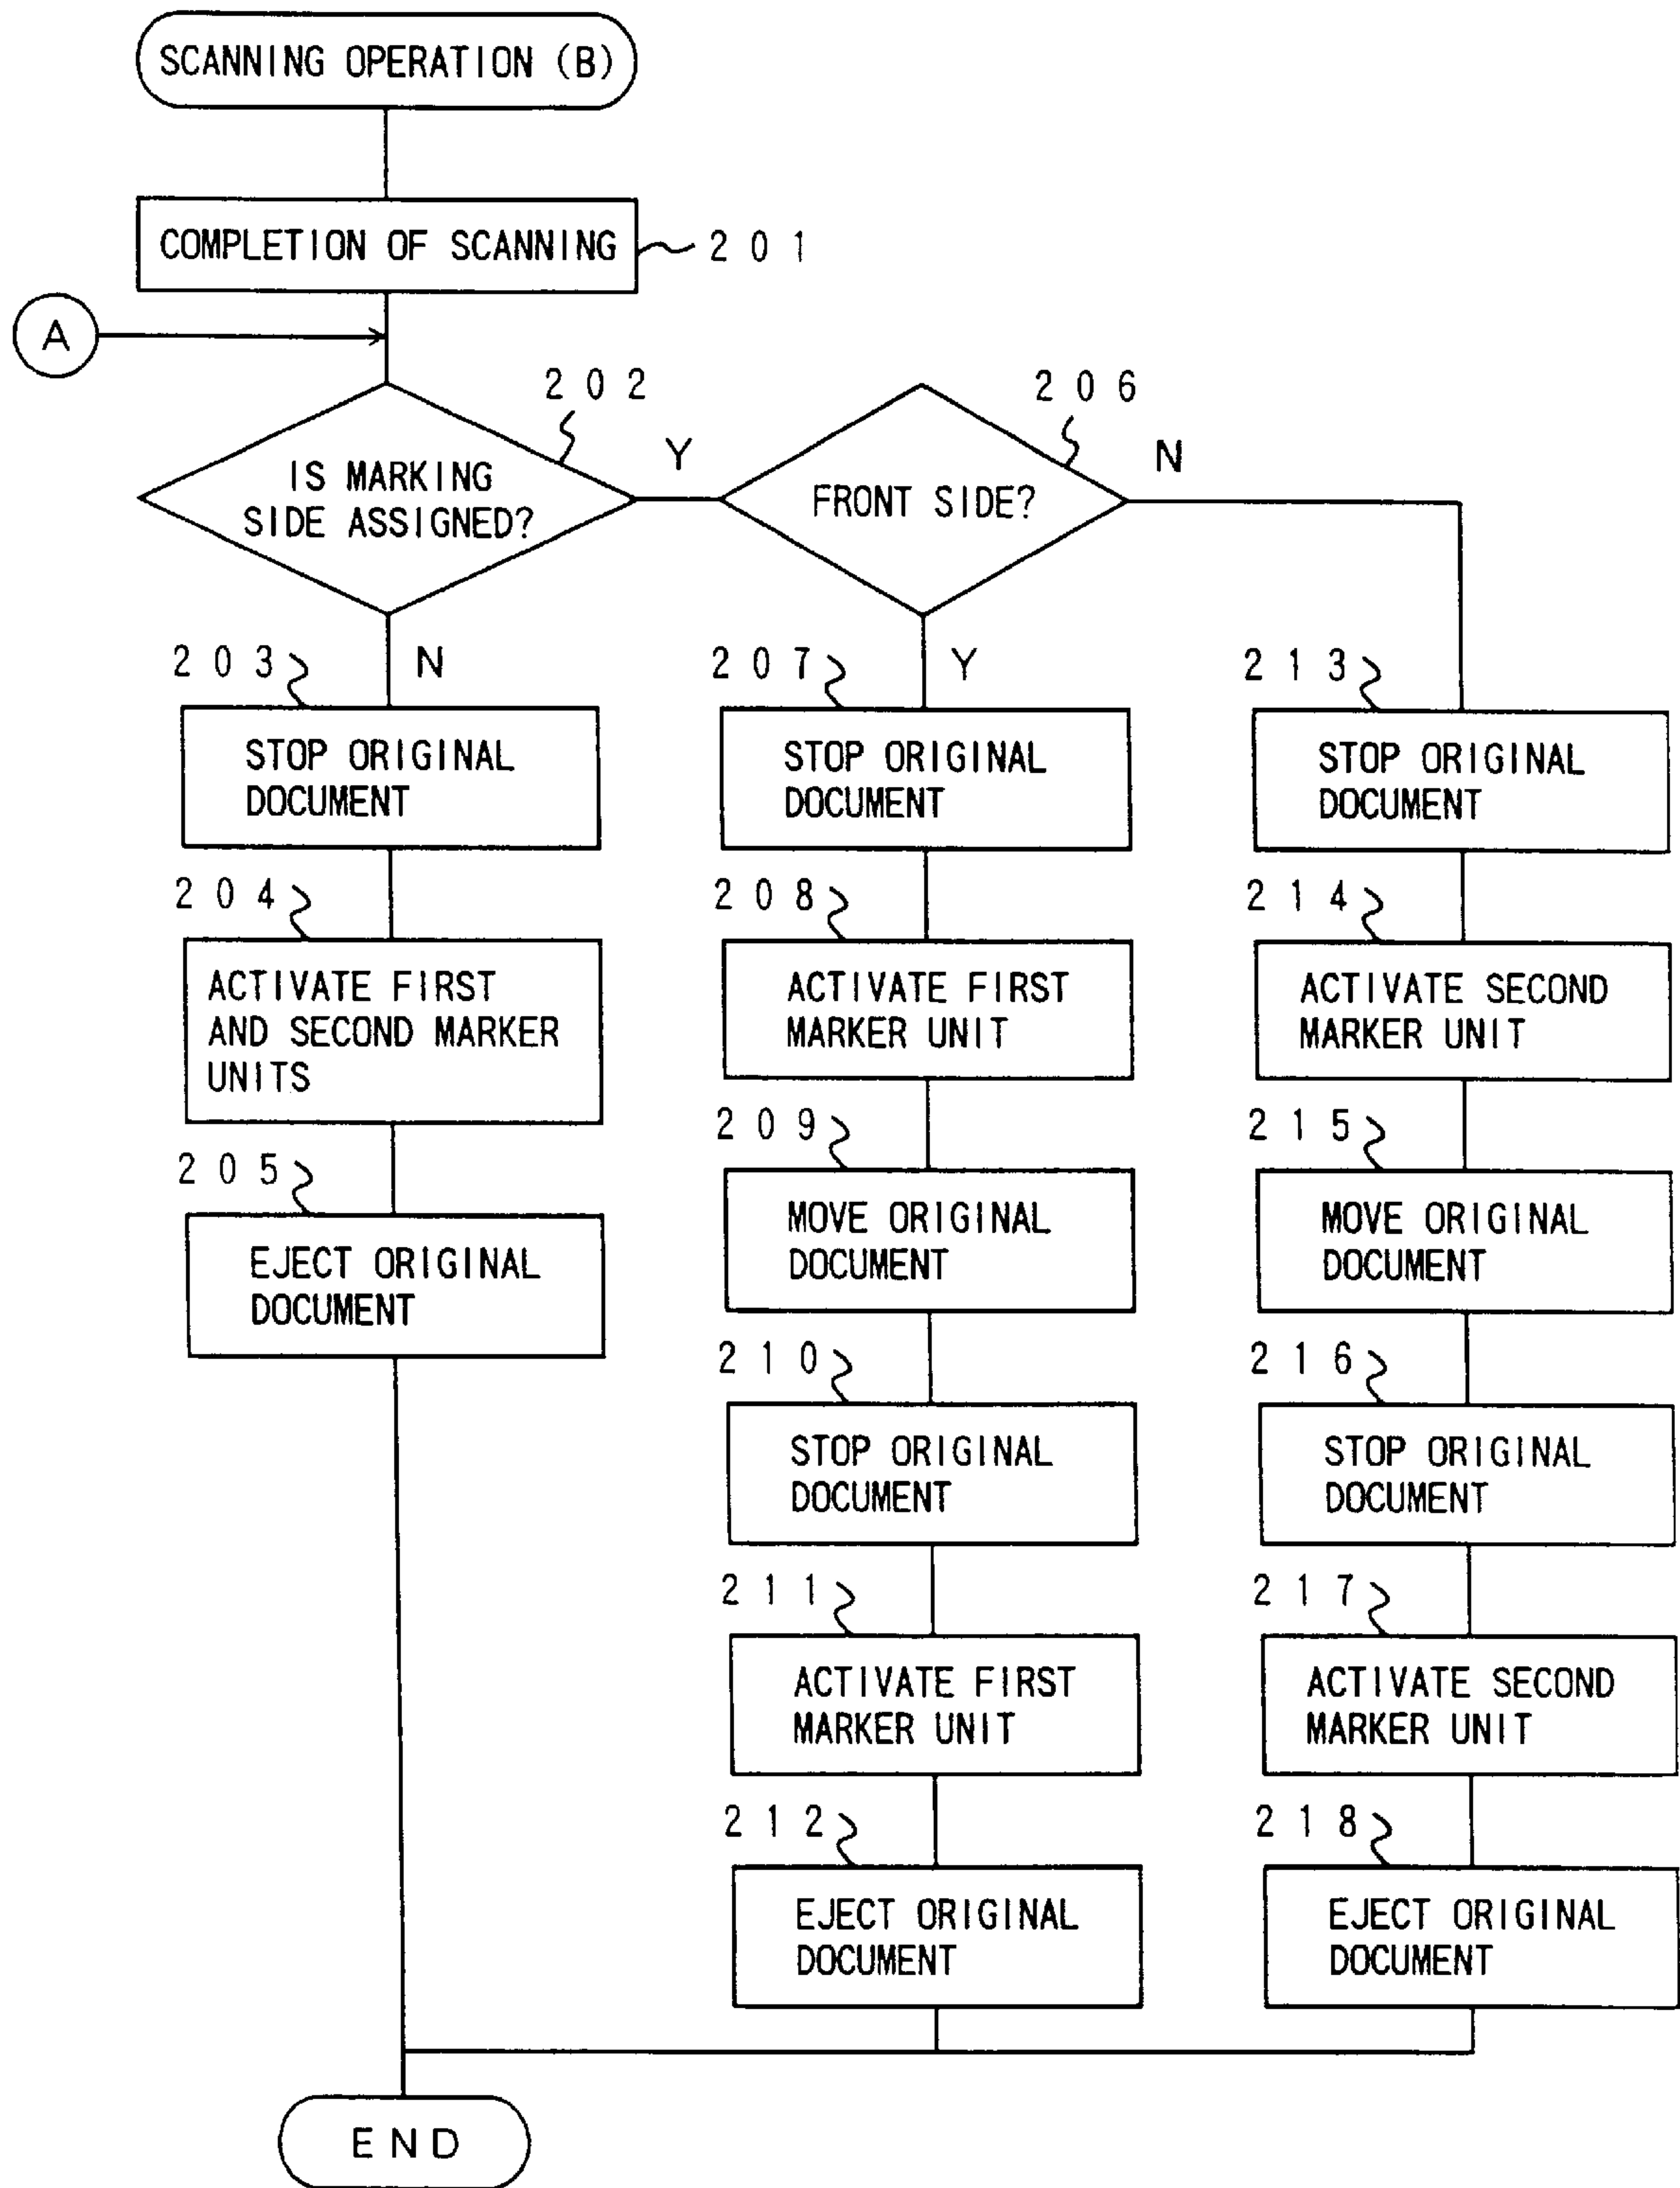 SCANNING OPERATION (B)
COMPLETION OF SCANNING
201
A
202
IS MARKING
SIDE ASSIGNED?
Y
206
FRONT SIDE?
N
203
N
STOP ORIGINAL
DOCUMENT
204
ACTIVATE FIRST
AND SECOND MARKER
UNITS
205
EJECT ORIGINAL
DOCUMENT
207
Y
STOP ORIGINAL
DOCUMENT
208
ACTIVATE FIRST
MARKER UNIT
209
MOVE ORIGINAL
DOCUMENT
210
STOP ORIGINAL
DOCUMENT
211
ACTIVATE FIRST
MARKER UNIT
212
EJECT ORIGINAL
DOCUMENT
213
STOP ORIGINAL
DOCUMENT
214
ACTIVATE SECOND
MARKER UNIT
215
MOVE ORIGINAL
DOCUMENT
216
STOP ORIGINAL
DOCUMENT
217
ACTIVATE SECOND
MARKER UNIT
218
EJECT ORIGINAL
DOCUMENT
END